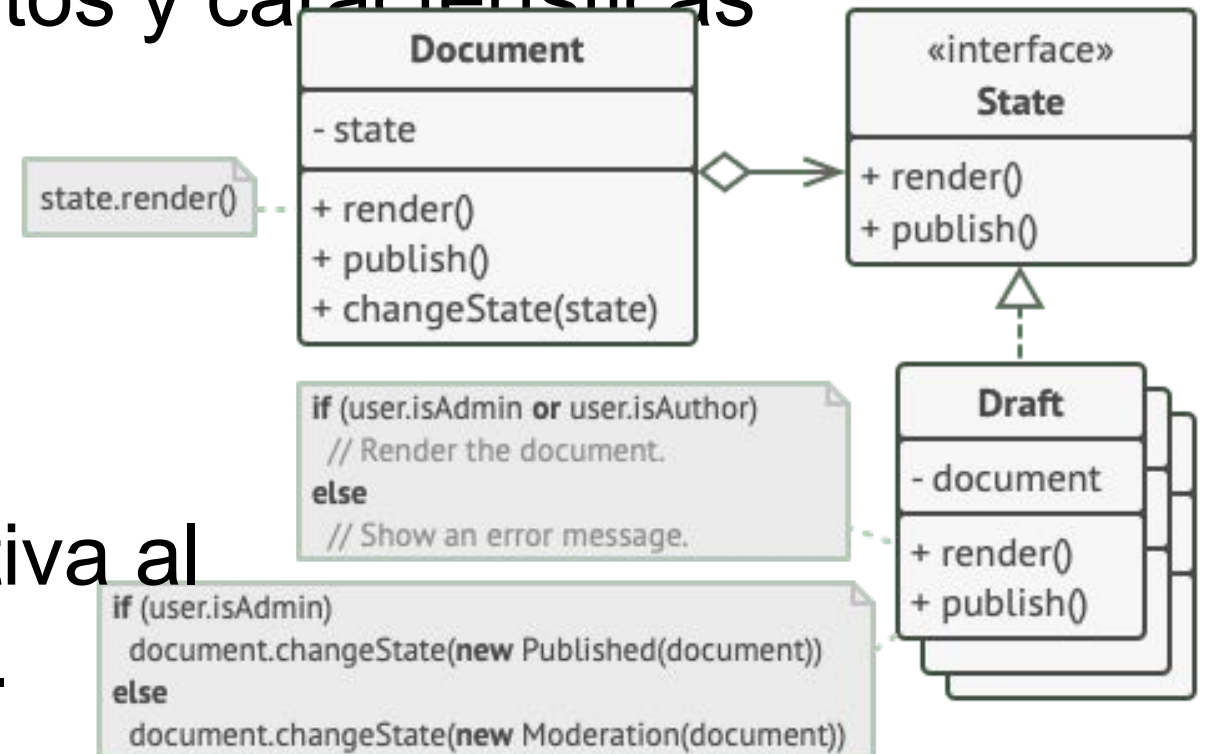 y características
Document
- state
+ render()
+ publish()
+ changeState(state)
«interface»
State
+ render()
+ publish()
state.render()
if (user.isAdmin or user.isAuthor)
// Render the document.
else
// Show an error message.
Draft
- document
+ render()
+ publish()
al
if (user.isAdmin)
document.changeState(new Published(document))
else
document.changeState(new Moderation(document))